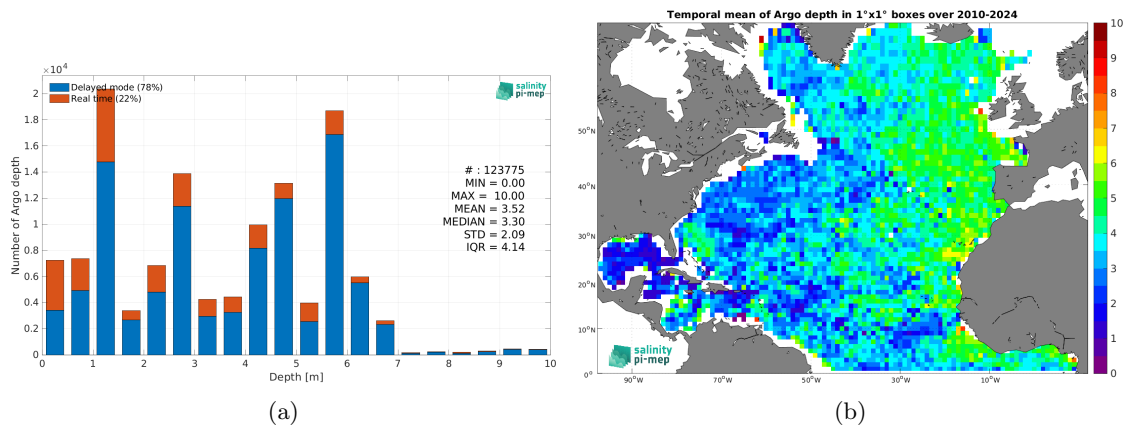 ×10⁴
Delayed mode (78%)
Real time (22%)
salinity
pi-mep
# : 123775
MIN = 0.00
MAX = 10.00
MEAN = 3.52
MEDIAN = 3.30
STD = 2.09
IQR = 4.14
2
1.8
1.6
1.4
1.2
1
0.8
0.6
0.4
0.2
0
Number of Argo depth
0 1 2 3 4 5 6 7 8 9 10
Depth [m]
(a)
Temporal mean of Argo depth in 1°x1° boxes over 2010-2024
50°N
40°N
30°N
20°N
10°N
0°
90°W 70°W 50°W 30°W 10°W
salinity
pi-mep
10
9
8
7
6
5
4
3
2
1
0
(b)